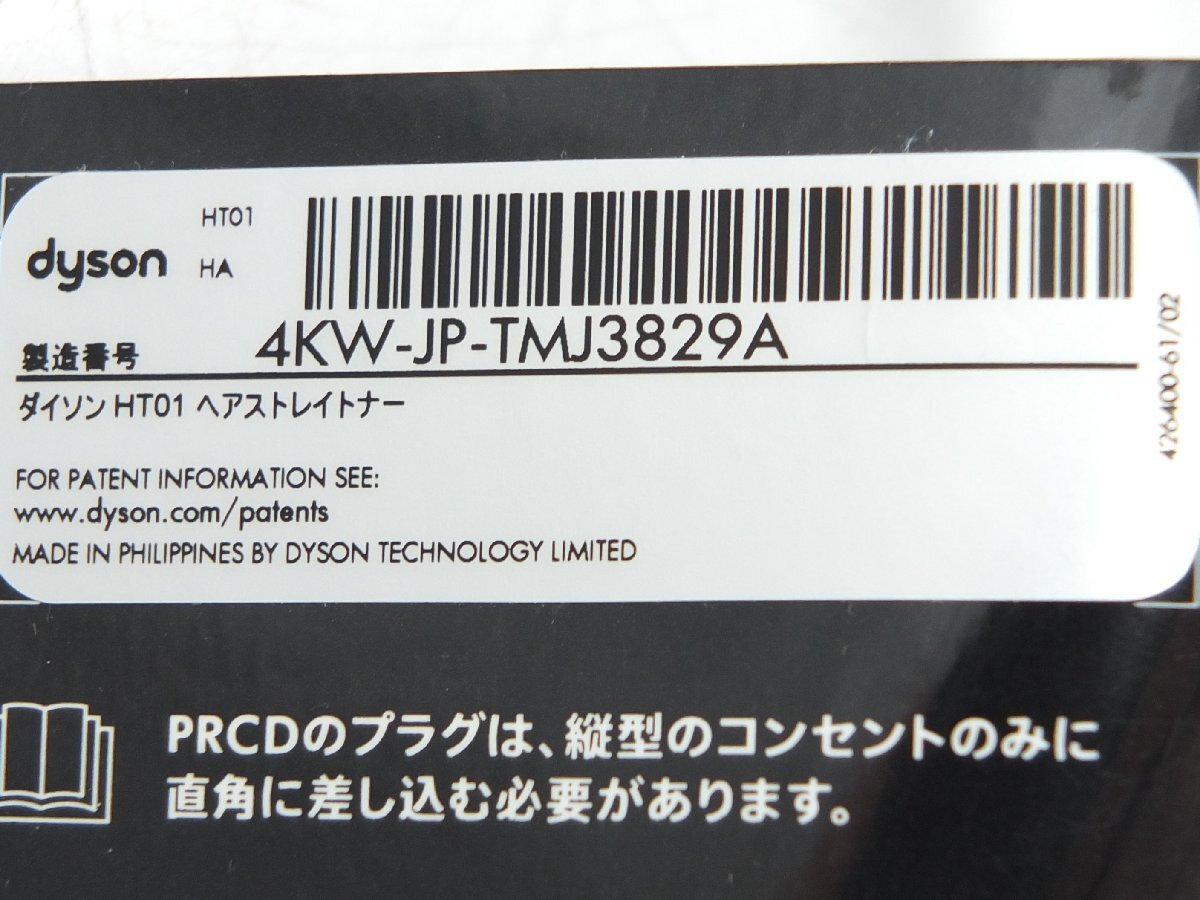 HT01
dyson HA
製造番号 4KW-JP-TMJ3829A
ダイソン HT01 ヘアストレイトナー
FOR PATENT INFORMATION SEE:
www.dyson.com/patents
MADE IN PHILIPPINES BY DYSON TECHNOLOGY LIMITED
426400-61/02
PRCDのプラグは、縦型のコンセントのみに
直角に差し込む必要があります。